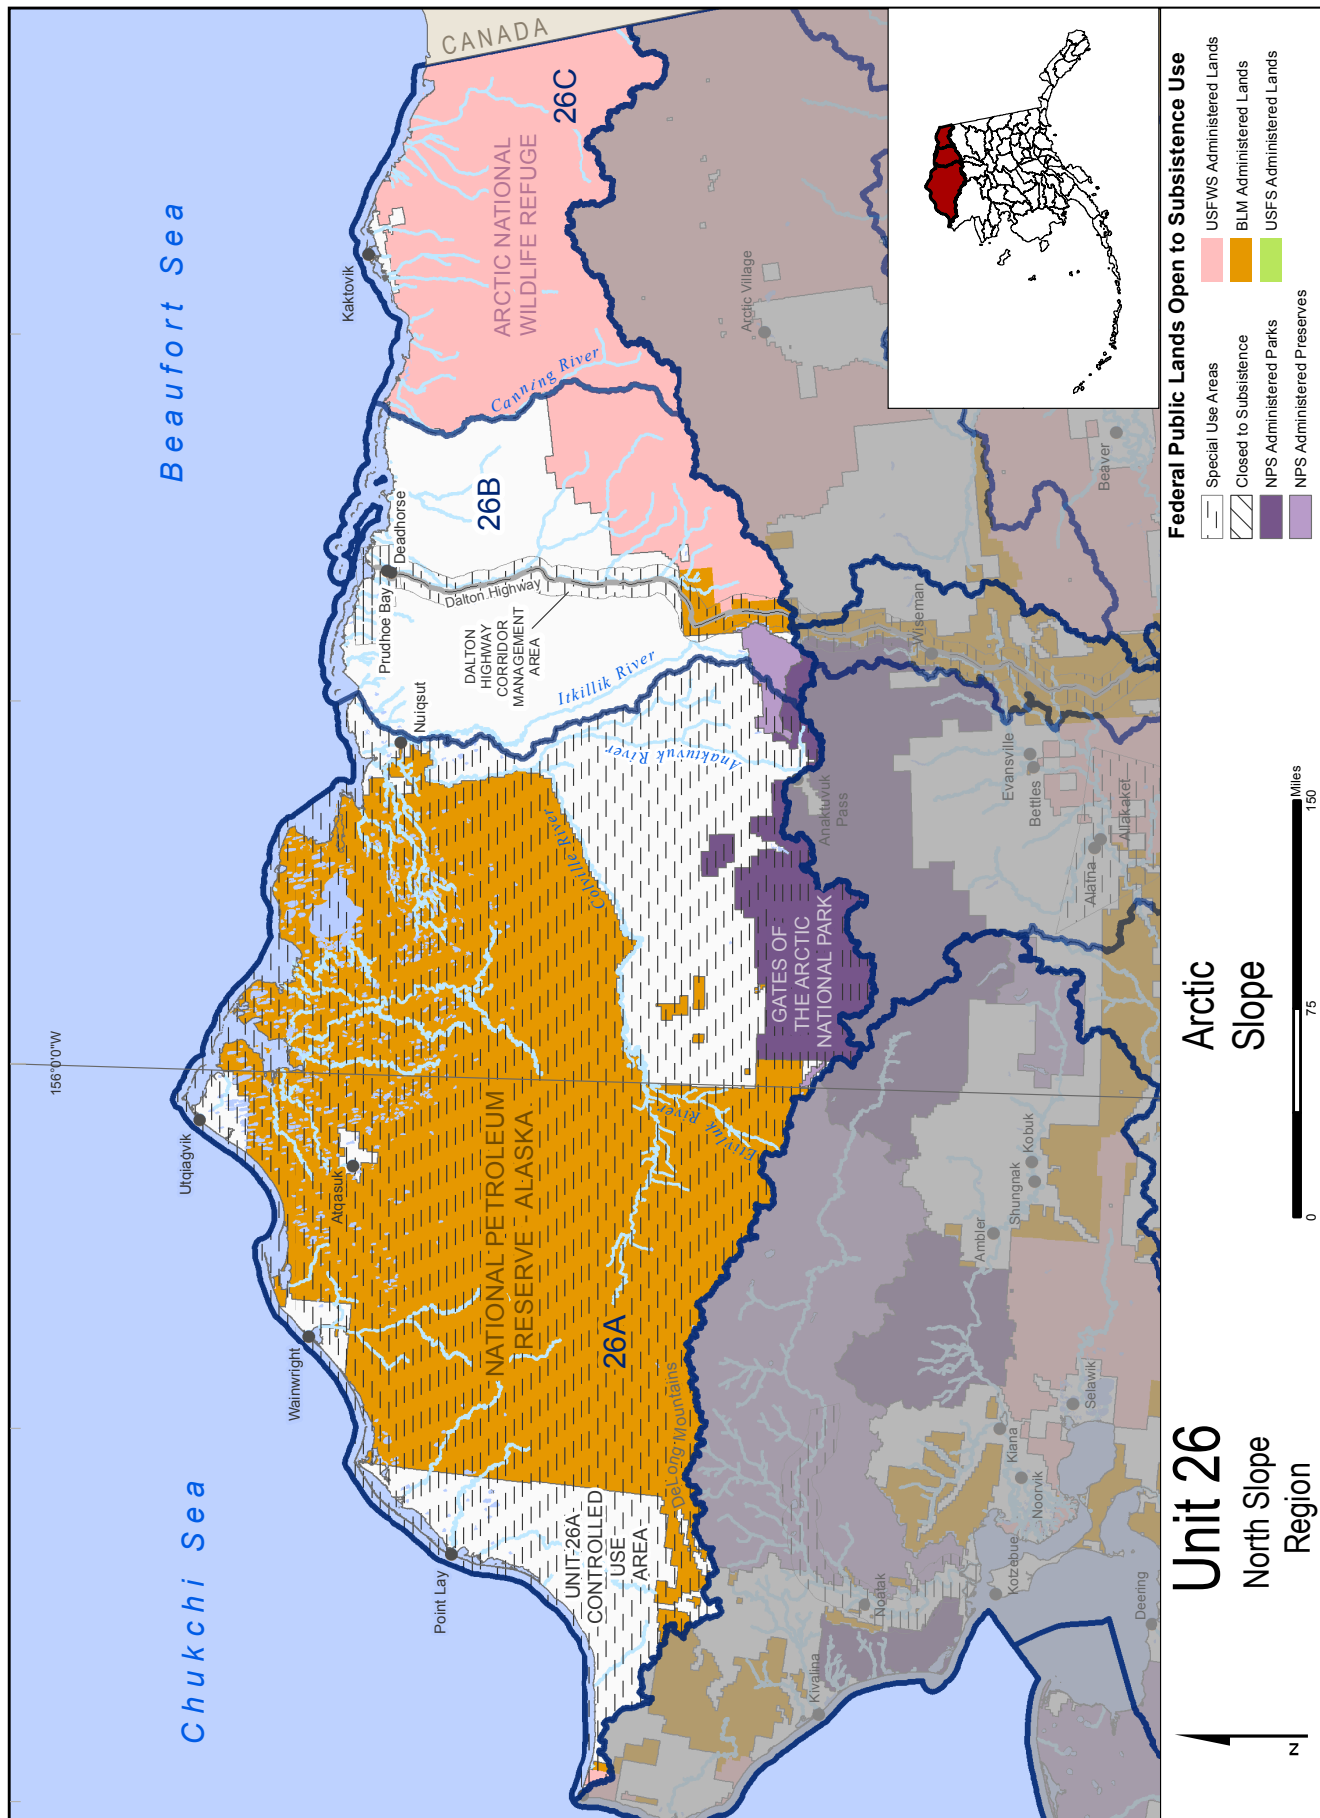 Chukchi Sea
Beaufort Sea
156°0'0"W
CANADA
Utqiaġvik
Wainwright
Atqasuk
Point Lay
Nuiqsut
Prudhoe Bay
Deadhorse
Kaktovik
NATIONAL PETROLEUM
RESERVE - ALASKA
26A
26B
26C
UNIT 26A
CONTROLLED
USE
AREA
DeLong Mountains
Colville River
Etivluk River
Anaktuvuk River
Itkillik River
Canning River
Dalton Highway
DALTON
HIGHWAY
CORRIDOR
MANAGEMENT
AREA
ARCTIC NATIONAL
WILDLIFE REFUGE
GATES OF
THE ARCTIC
NATIONAL PARK
Anaktuvuk
Pass
Arctic Village
Wiseman
Beaver
Evansville
Bettles
Alatna
Allakaket
Kobuk
Shungnak
Ambler
Selawik
Kiana
Noorvik
Kotzebue
Noatak
Kivalina
Deering
N
Unit 26
North Slope
Region
Arctic
Slope
0
75
150
Miles
Federal Public Lands Open to Subsistence Use
Special Use Areas
Closed to Subsistence
NPS Administered Parks
NPS Administered Preserves
USFWS Administered Lands
BLM Administered Lands
USFS Administered Lands